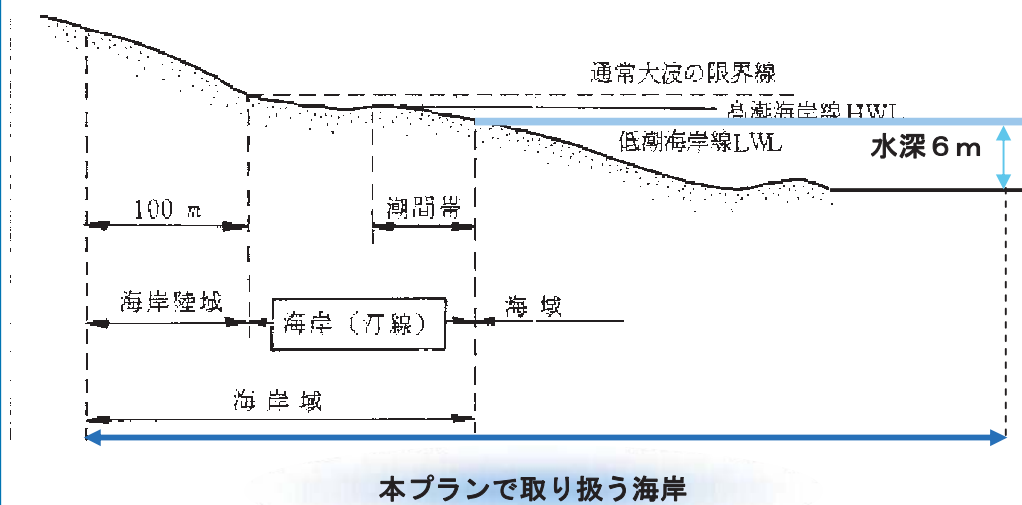 通常大波の限界線
高潮海岸線HWL
低潮海岸線LWL
水深６ｍ
100 m
潮間帯
海岸陸域
海岸（汀線）
海域
海岸域
本プランで取り扱う海岸